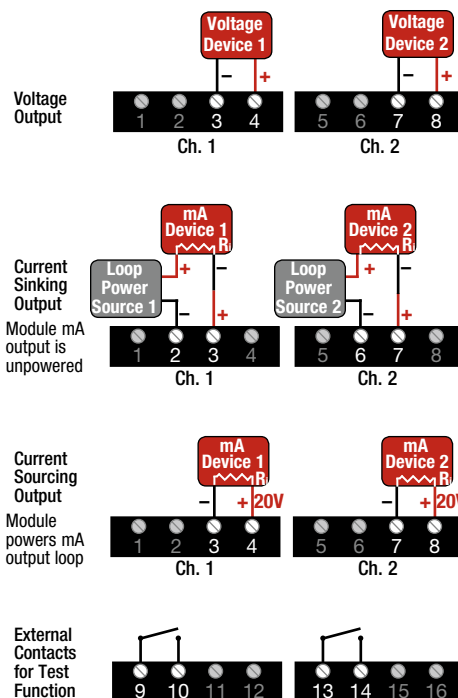 Voltage
Device 1
Voltage
Device 2
− +
− +
Voltage
Output
1 2 3 4
5 6 7 8
Ch. 1
Ch. 2
mA
Device 1
Ri
mA
Device 2
Ri
Current
Sinking
Output
Module mA
output is
unpowered
Loop
Power
Source 1
+ −
− +
Loop
Power
Source 2
+ −
− +
1 2 3 4
5 6 7 8
Ch. 1
Ch. 2
Current
Sourcing
Output
Module
powers mA
output loop
mA
Device 1
Ri
mA
Device 2
Ri
− + 20V
− + 20V
1 2 3 4
5 6 7 8
Ch. 1
Ch. 2
External
Contacts
for Test
Function
9 10 11 12
13 14 15 16